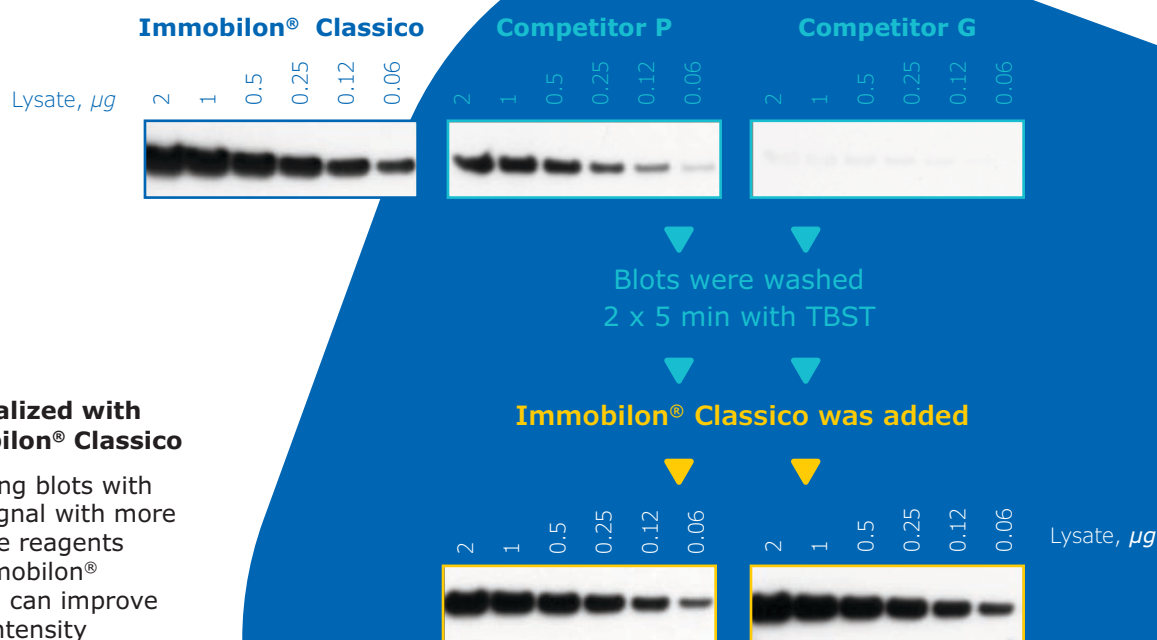 Immobilon® Classico
Competitor P
Competitor G
Lysate, µg
2 1 0.5 0.25 0.12 0.06
2 1 0.5 0.25 0.12 0.06
2 1 0.5 0.25 0.12 0.06
Blots were washed
2 x 5 min with TBST
Immobilon® Classico was added
alized with
bilon® Classico
ng blots with
gnal with more
e reagents
mobilon®
can improve
ntensity
2 1 0.5 0.25 0.12 0.06
2 1 0.5 0.25 0.12 0.06
Lysate, µg